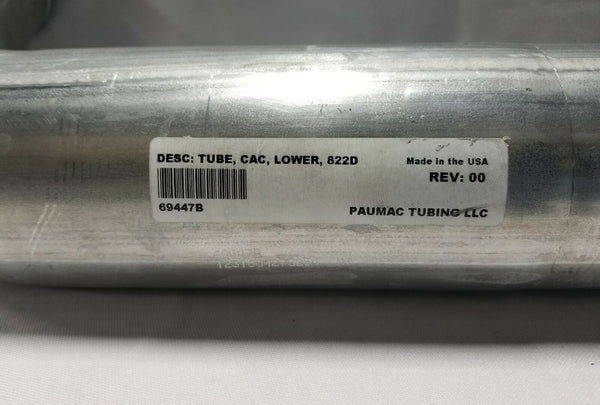 DESC: TUBE, CAC, LOWER, 822D
Made in the USA
REV: 00
69447B
PAUMAC TUBING LLC